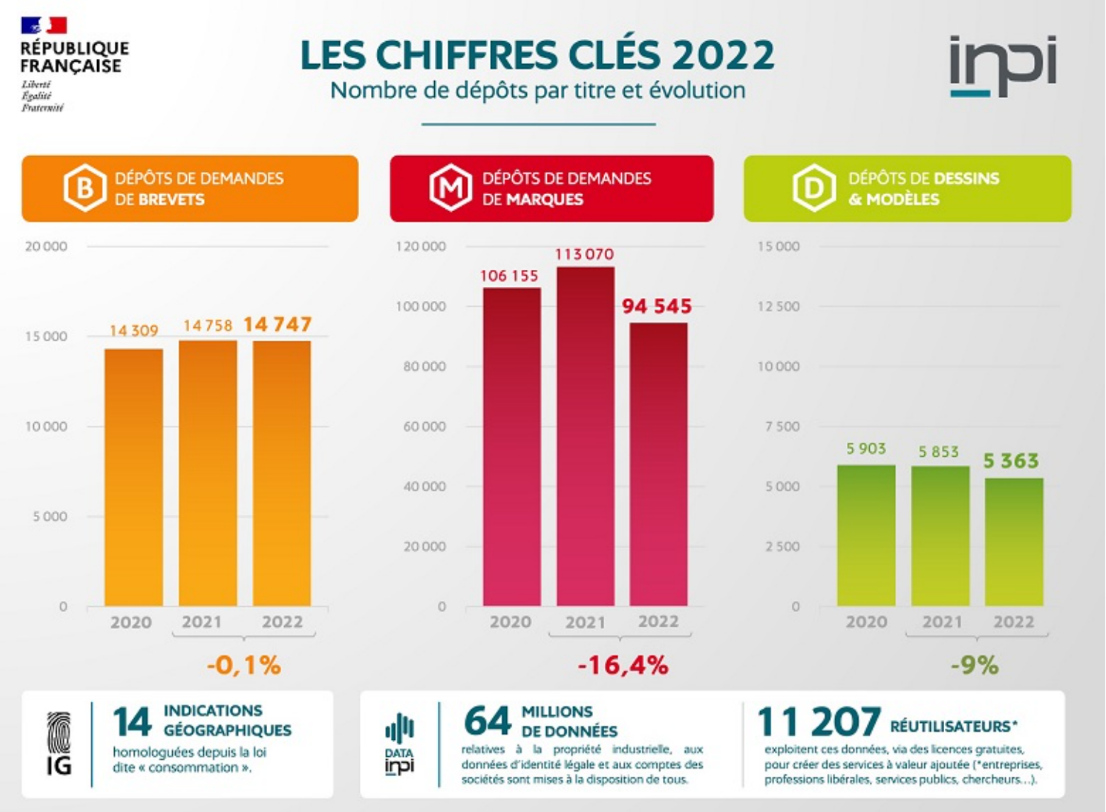 RÉPUBLIQUE
FRANÇAISE
Liberté
Égalité
Fraternité
LES CHIFFRES CLÉS 2022
Nombre de dépôts par titre et évolution
inpi
B
DÉPÔTS DE DEMANDES
DE BREVETS
20 000
15 000
10 000
5 000
0
14 309
14 758
14 747
2020
2021
2022
-0,1%
M
DÉPÔTS DE DEMANDES
DE MARQUES
120 000
100 000
80 000
60 000
40 000
20 000
0
106 155
113 070
94 545
2020
2021
2022
-16,4%
D
DÉPÔTS DE DESSINS
& MODÈLES
15 000
12 500
10 000
7 500
5 000
2 500
0
5 903
5 853
5 363
2020
2021
2022
-9%
IG
14 INDICATIONS
GÉOGRAPHIQUES
homologuées depuis la loi
dite « consommation ».
DATA
inpi
64 MILLIONS
DE DONNÉES
relatives à la propriété industrielle, aux
données d'identité légale et aux comptes des
sociétés sont mises à la disposition de tous.
11 207 RÉUTILISATEURS*
exploitent ces données, via des licences gratuites,
pour créer des services à valeur ajoutée (*entreprises,
professions libérales, services publics, chercheurs...).